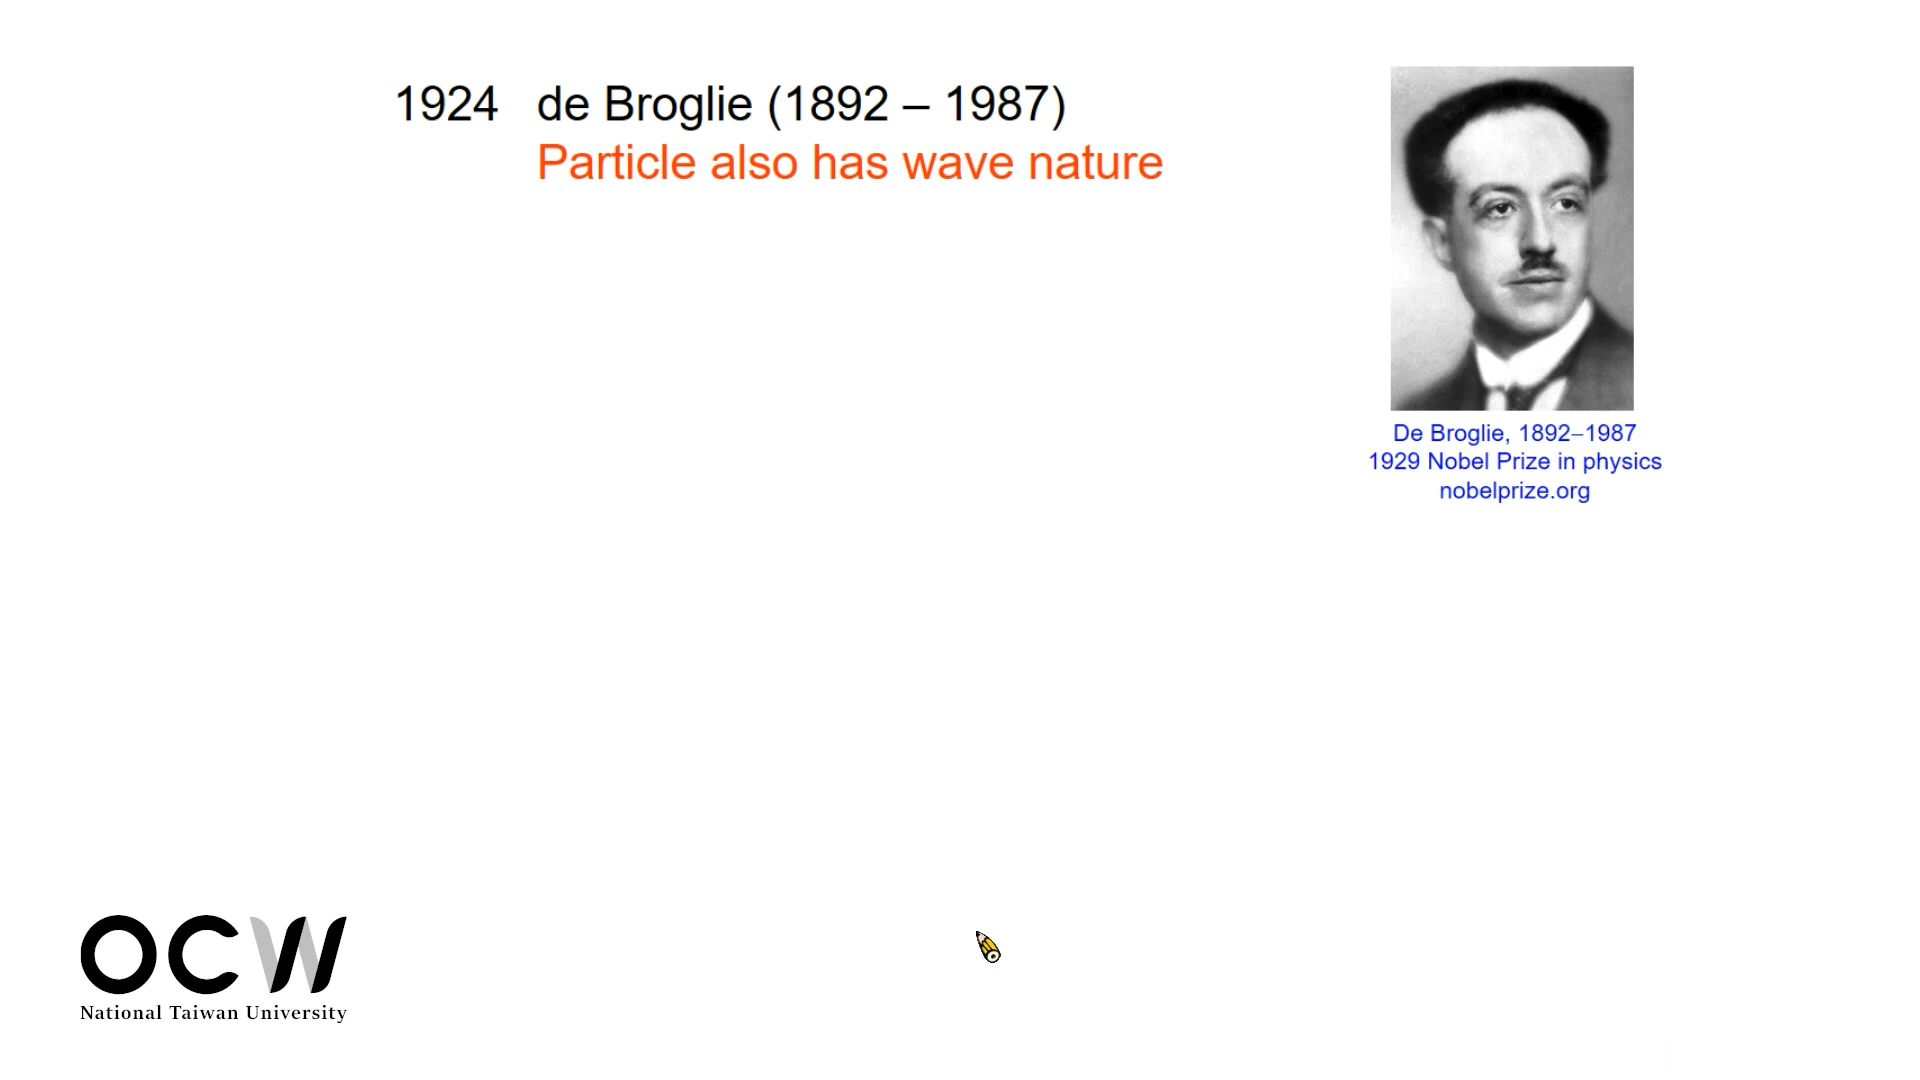 1924 de Broglie (1892 – 1987)
Particle also has wave nature
De Broglie, 1892–1987
1929 Nobel Prize in physics
nobelprize.org
OCW
National Taiwan University